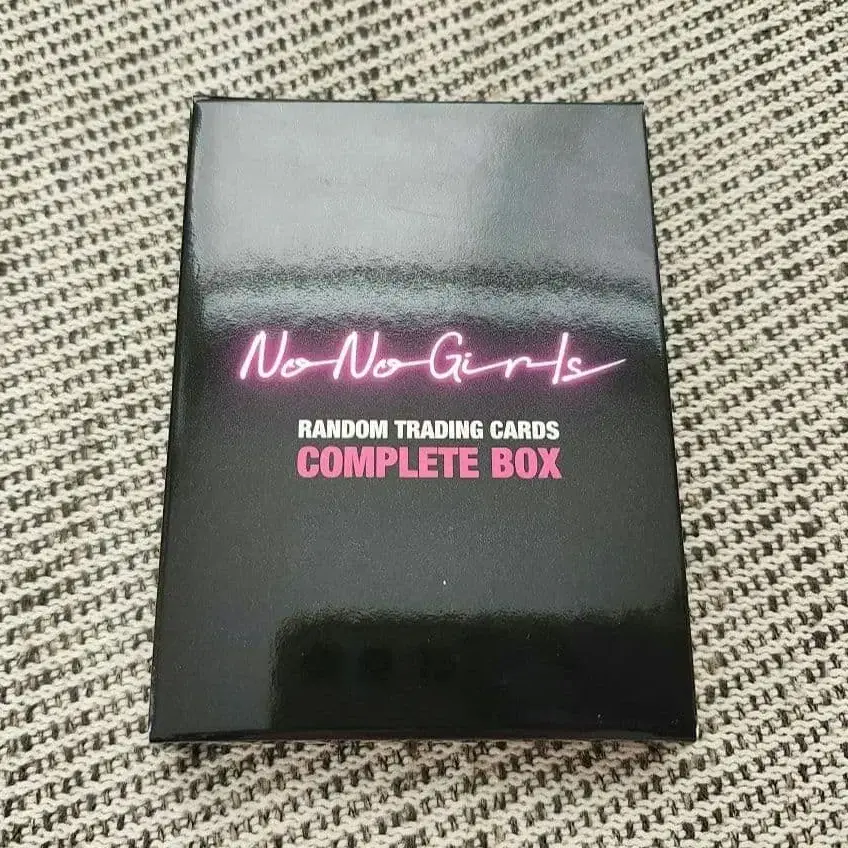 No No Girls
RANDOM TRADING CARDS
COMPLETE BOX